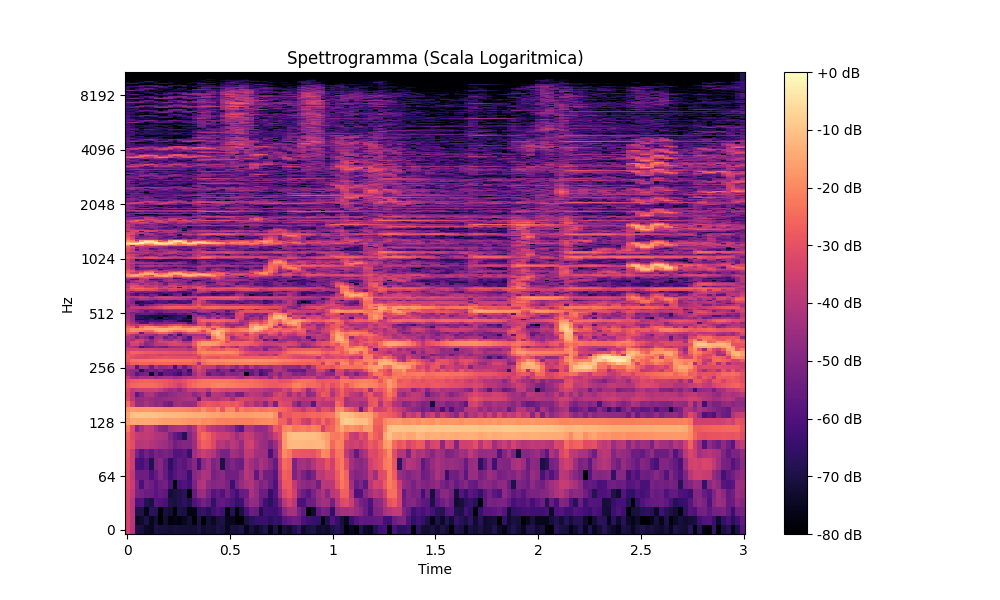 Spettrogramma (Scala Logaritmica)
Hz
8192
4096
2048
1024
512
256
128
64
0
0 0.5 1 1.5 2 2.5 3
Time
+0 dB
-10 dB
-20 dB
-30 dB
-40 dB
-50 dB
-60 dB
-70 dB
-80 dB